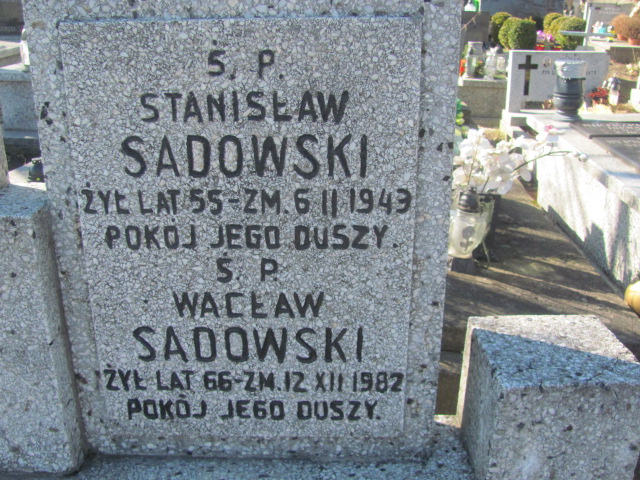 Ś. P.
STANISŁAW
SADOWSKI
ŻYŁ LAT 55-ZM. 6 II 1943
POKÓJ JEGO DUSZY.
Ś. P.
WACŁAW
SADOWSKI
ŻYŁ LAT 66-ZM. 12 XII 1982
POKÓJ JEGO DUSZY.